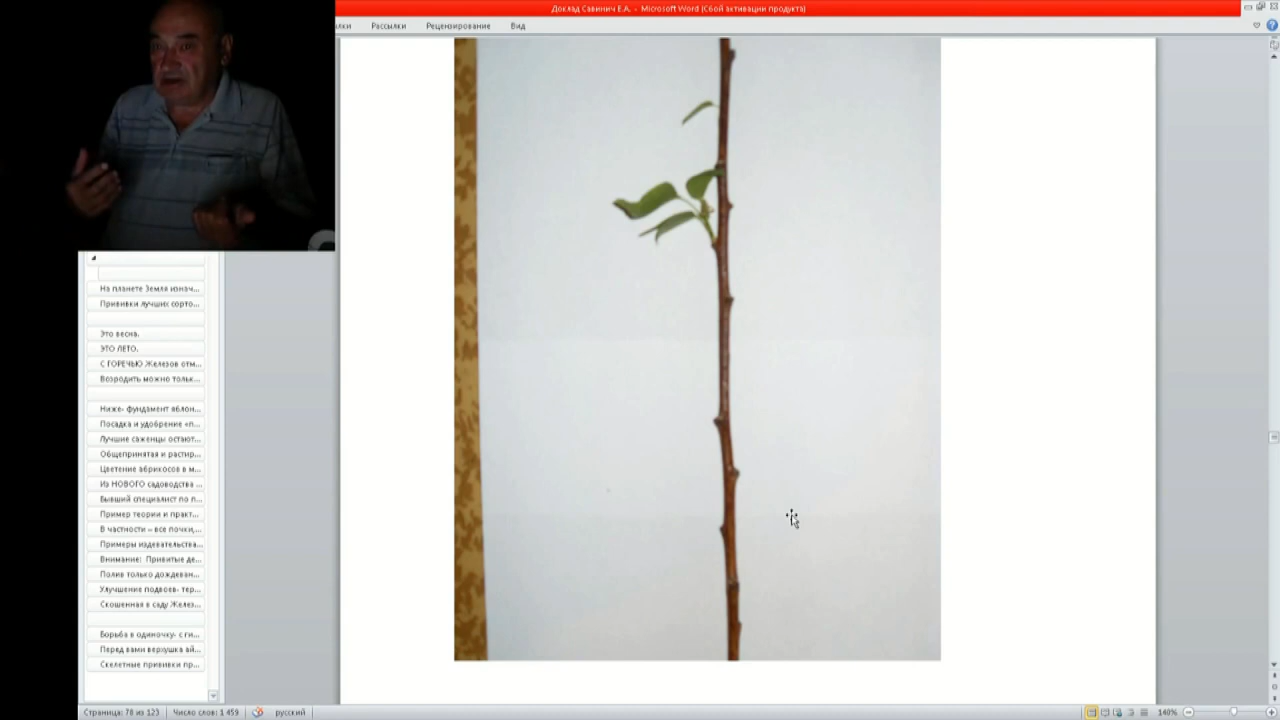 Доклад Савинич Е.А. - Microsoft Word (Сбой активации продукта)
лки Рассылки Рецензирование Вид
На планете Земля изнач...
Прививки лучших сорто...
Это весна.
ЭТО ЛЕТО.
С ГОРЕЧЬЮ Железов отм...
Возродить можно тольк...
Ниже- фундамент яблон...
Посадка и удобрение «п...
Лучшие саженцы остают...
Общепринятая и растир...
Цветение абрикосов в м...
Из НОВОГО садоводства ...
Бывший специалист по п...
Пример теории и практ...
В частности – все почки,...
Примеры издевательства...
Внимание: Привитые де...
Полив только дождеван...
Улучшение подвоев- тер...
Скошенная в саду Желез...
Борьба в одиночку- с ги...
Перед вами верхушка ай...
Скелетные прививки пр...
Страница: 78 из 123 Число слов: 1 459 русский 140%